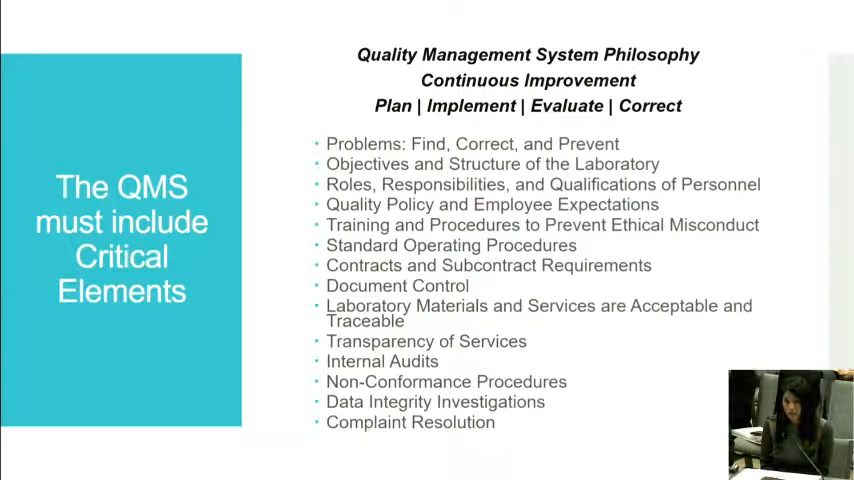 The QMS
must include
Critical
Elements
Quality Management System Philosophy
Continuous Improvement
Plan | Implement | Evaluate | Correct
• Problems: Find, Correct, and Prevent
• Objectives and Structure of the Laboratory
• Roles, Responsibilities, and Qualifications of Personnel
• Quality Policy and Employee Expectations
• Training and Procedures to Prevent Ethical Misconduct
• Standard Operating Procedures
• Contracts and Subcontract Requirements
• Document Control
• Laboratory Materials and Services are Acceptable and
Traceable
• Transparency of Services
• Internal Audits
• Non-Conformance Procedures
• Data Integrity Investigations
• Complaint Resolution